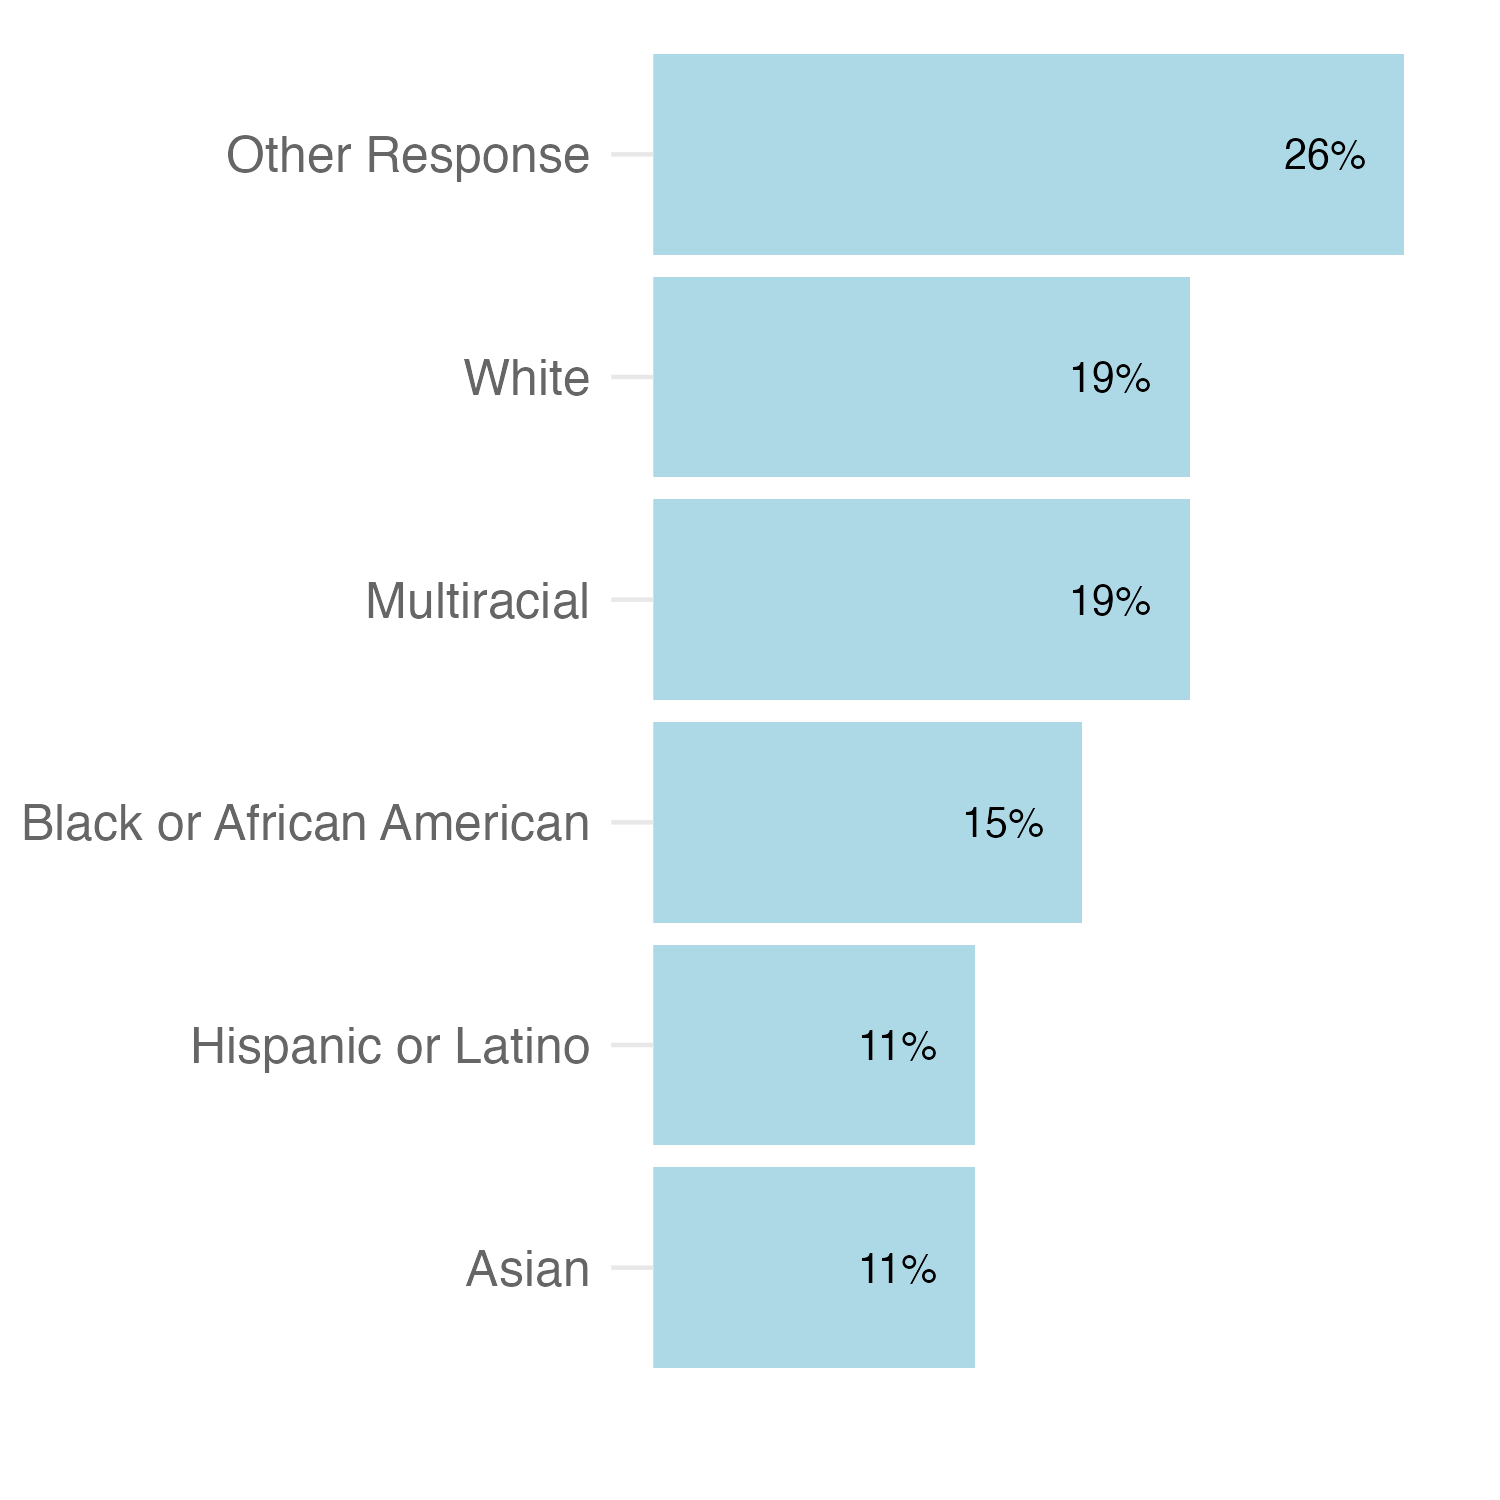 Other Response 26%
White 19%
Multiracial 19%
Black or African American 15%
Hispanic or Latino 11%
Asian 11%